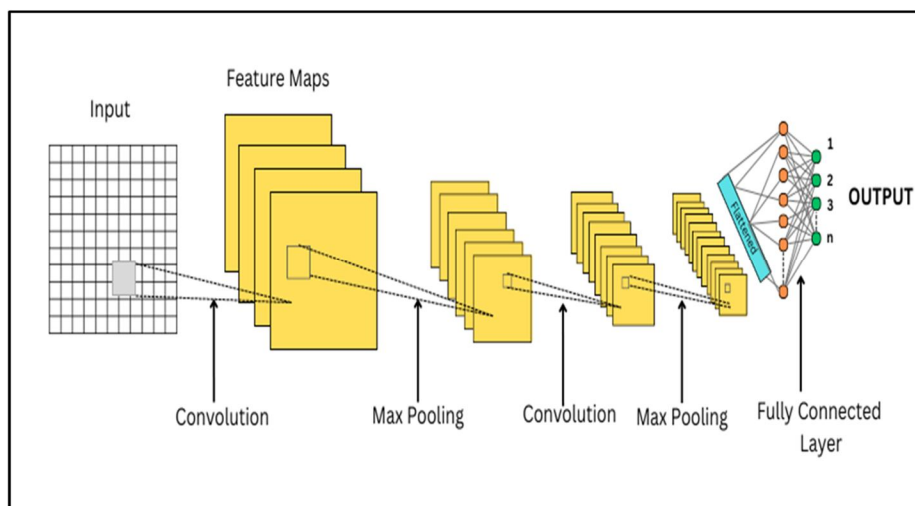 Feature Maps
Input
Flattened
1
2
3
n
OUTPUT
Convolution
Max Pooling
Convolution
Max Pooling
Fully Connected
Layer